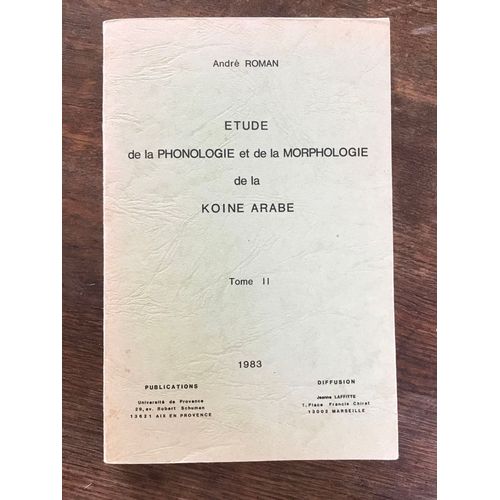 André ROMAN
ETUDE
de la PHONOLOGIE et de la MORPHOLOGIE
de la
KOINE ARABE
Tome II
1983
PUBLICATIONS
Université de Provence
29, av. Robert Schuman
13621 AIX EN PROVENCE
DIFFUSION
Jeanne LAFFITTE
1, Place Francis Chirat
13002 MARSEILLE